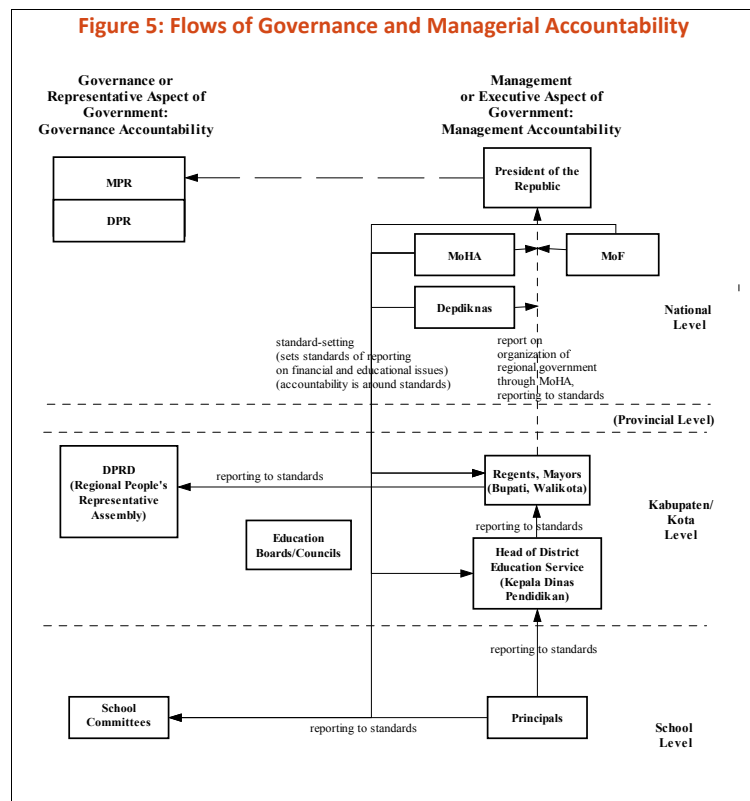 Figure 5: Flows of Governance and Managerial Accountability
Governance or
Representative Aspect of
Government:
Governance Accountability
Management
or Executive Aspect of
Government:
Management Accountability
MPR
DPR
President of the
Republic
MoHA
MoF
Depdiknas
National
Level
standard-setting
(sets standards of reporting
on financial and educational issues)
(accountability is around standards)
report on
organization of
regional government
through MoHA,
reporting to standards
(Provincial Level)
DPRD
(Regional People's
Representative
Assembly)
reporting to standards
Regents, Mayors
(Bupati, Walikota)
Kabupaten/
Kota
Level
reporting to standards
Education
Boards/Councils
Head of District
Education Service
(Kepala Dinas
Pendidikan)
reporting to standards
School
Committees
reporting to standards
Principals
School
Level